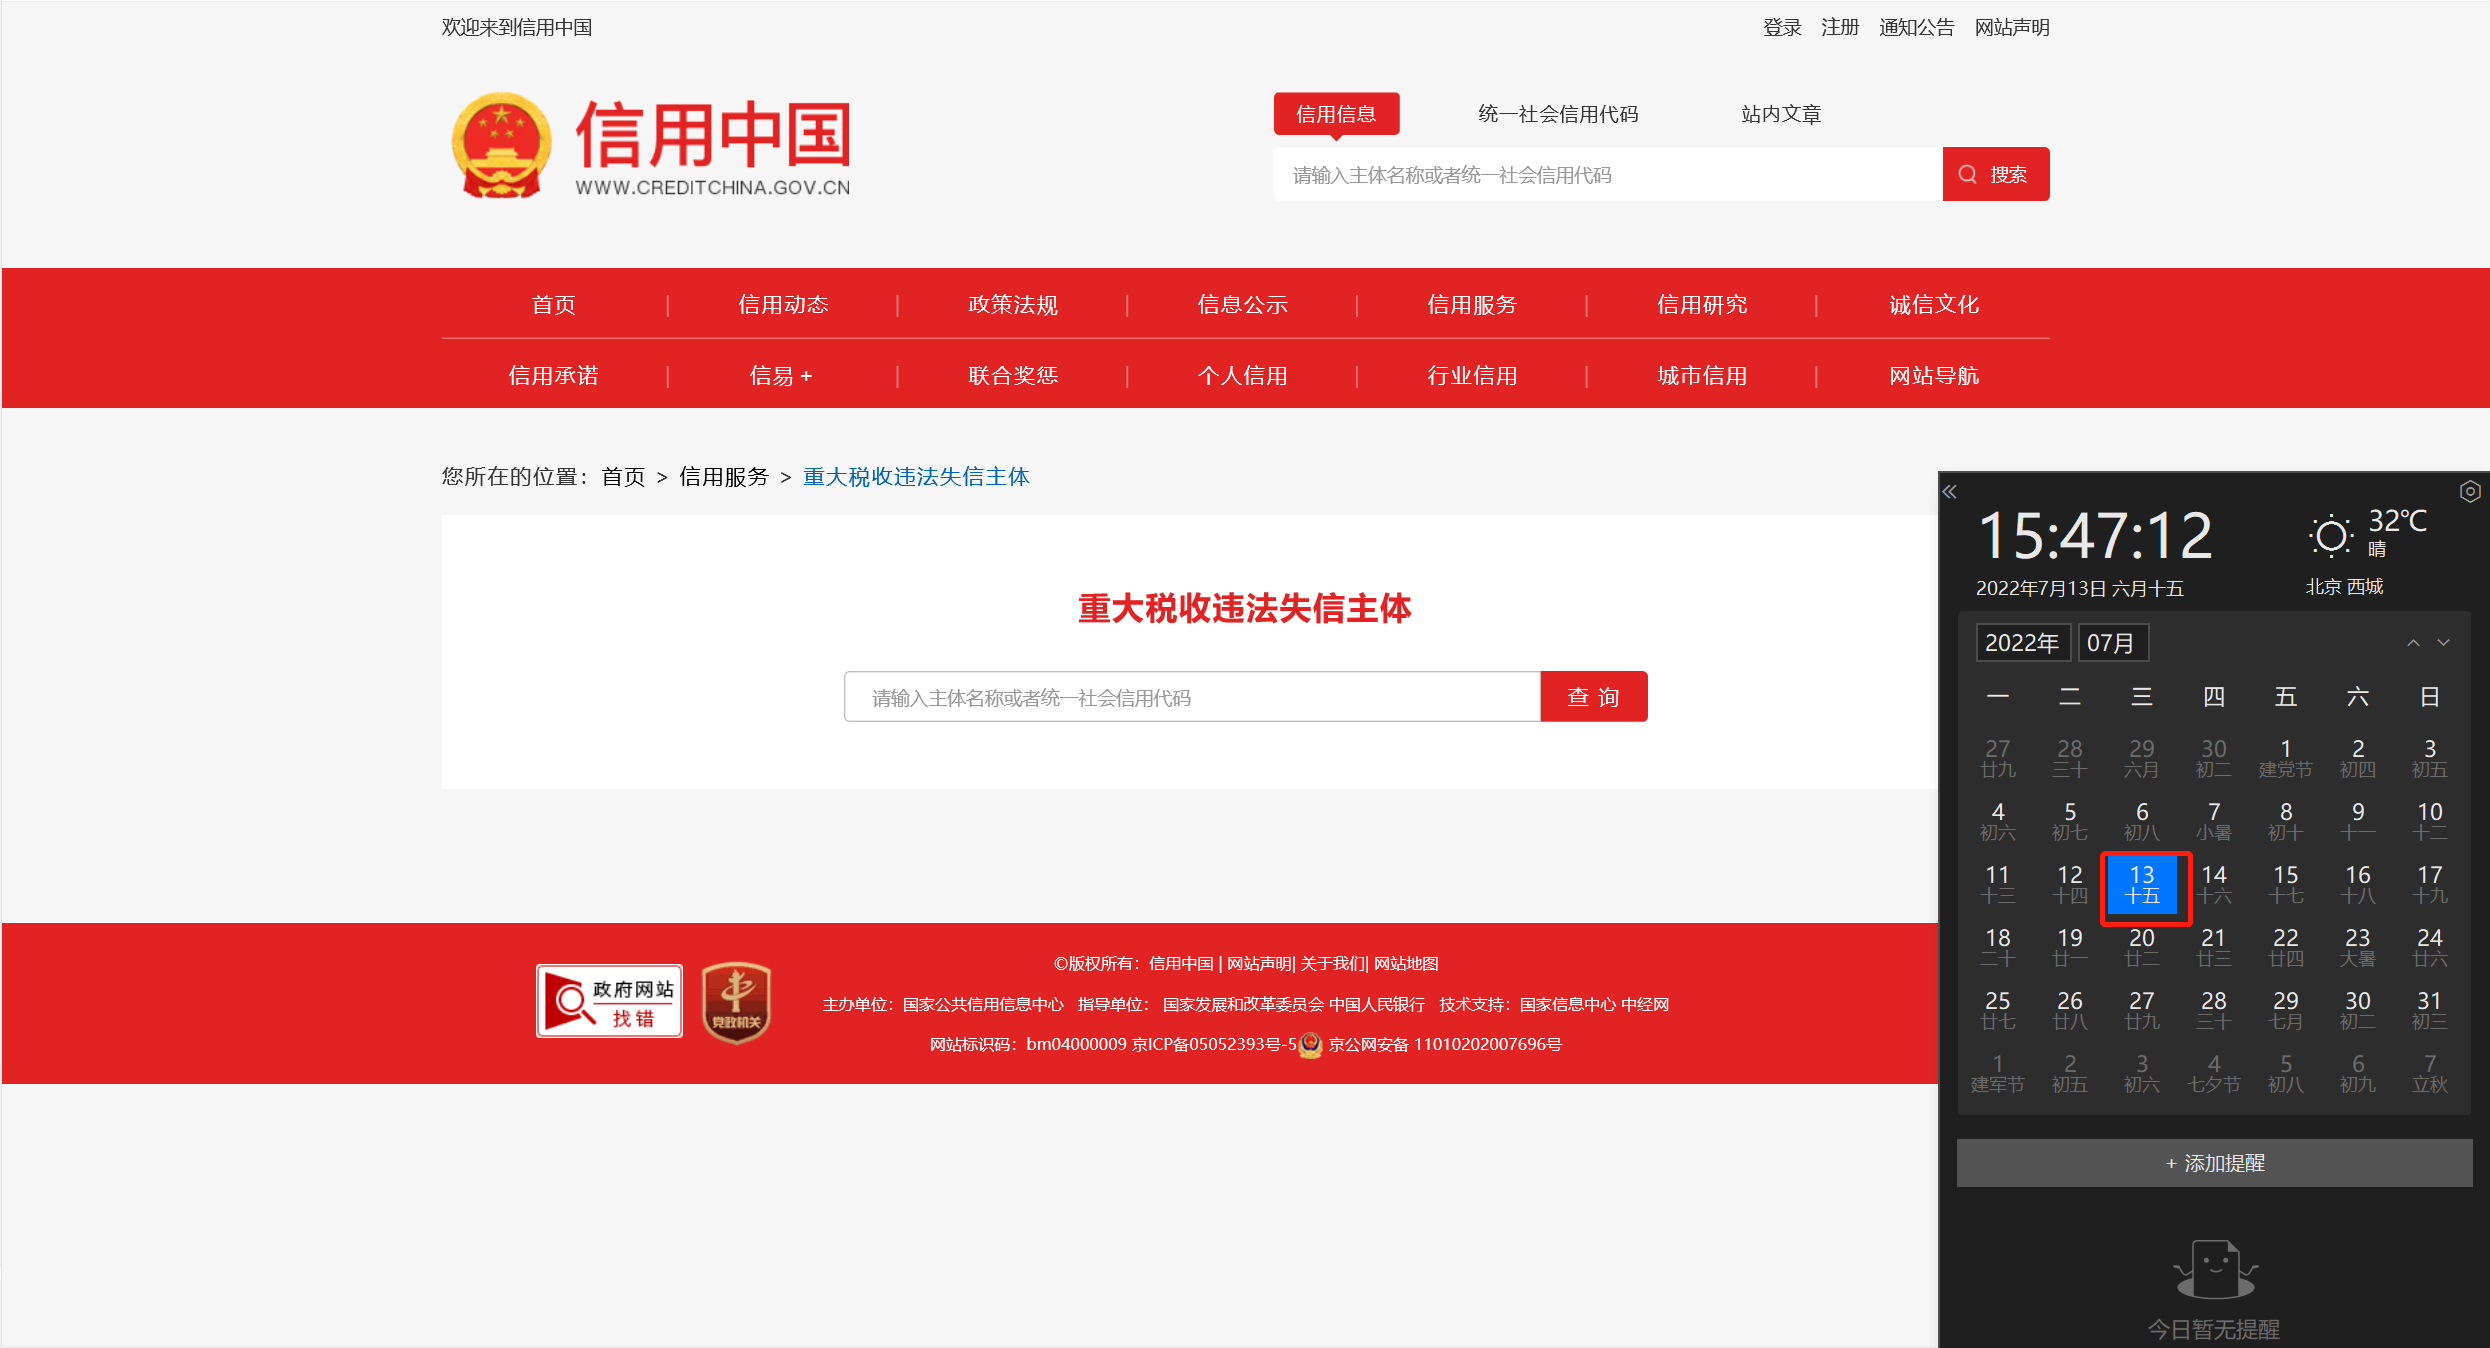 欢迎来到信用中国
登录 注册 通知公告 网站声明
信用中国
WWW.CREDITCHINA.GOV.CN
信用信息 统一社会信用代码 站内文章
请输入主体名称或者统一社会信用代码
搜索
首页 | 信用动态 | 政策法规 | 信息公示 | 信用服务 | 信用研究 | 诚信文化
信用承诺 | 信易+ | 联合奖惩 | 个人信用 | 行业信用 | 城市信用 | 网站导航
您所在的位置：首页 > 信用服务 > 重大税收违法失信主体
重大税收违法失信主体
请输入主体名称或者统一社会信用代码
查 询
政府网站
找错
党政机关
©版权所有：信用中国 | 网站声明| 关于我们| 网站地图
主办单位：国家公共信用信息中心 指导单位： 国家发展和改革委员会 中国人民银行 技术支持：国家信息中心 中经网
网站标识码：bm04000009 京ICP备05052393号-5 京公网安备 11010202007696号
15:47:12
32℃
晴
2022年7月13日 六月十五
北京 西城
2022年 07月
一 二 三 四 五 六 日
27 28 29 30 1 2 3
廿九 三十 六月 初二 建党节 初四 初五
4 5 6 7 8 9 10
初六 初七 初八 小暑 初十 十一 十二
11 12 13 14 15 16 17
十三 十四 十五 十六 十七 十八 十九
18 19 20 21 22 23 24
二十 廿一 廿二 廿三 廿四 大暑 廿六
25 26 27 28 29 30 31
廿七 廿八 廿九 三十 七月 初二 初三
1 2 3 4 5 6 7
建军节 初五 初六 七夕节 初八 初九 立秋
+ 添加提醒
今日暂无提醒